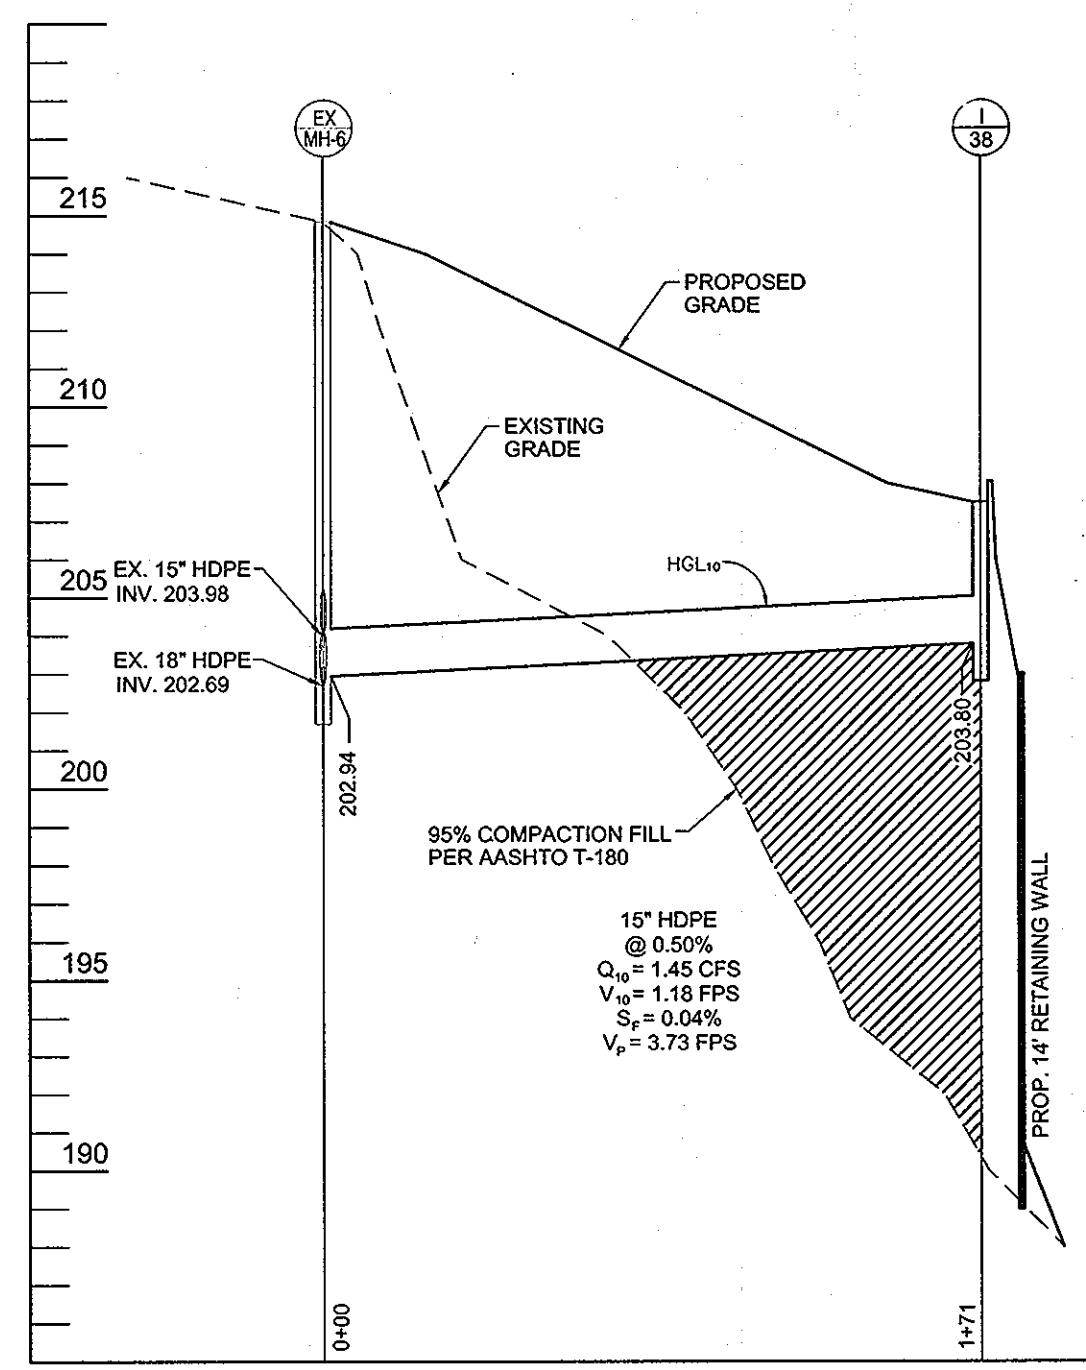 EX
MH-6
I
38
215
PROPOSED
GRADE
210
EXISTING
GRADE
HGL₁₀
205
EX. 15" HDPE
INV. 203.98
EX. 18" HDPE
INV. 202.69
203.80
202.94
200
95% COMPACTION FILL
PER AASHTO T-180
15" HDPE
@ 0.50%
Q₁₀= 1.45 CFS
V₁₀= 1.18 FPS
S_F= 0.04%
V_P= 3.73 FPS
195
PROP. 14' RETAINING WALL
190
0+00
1+71